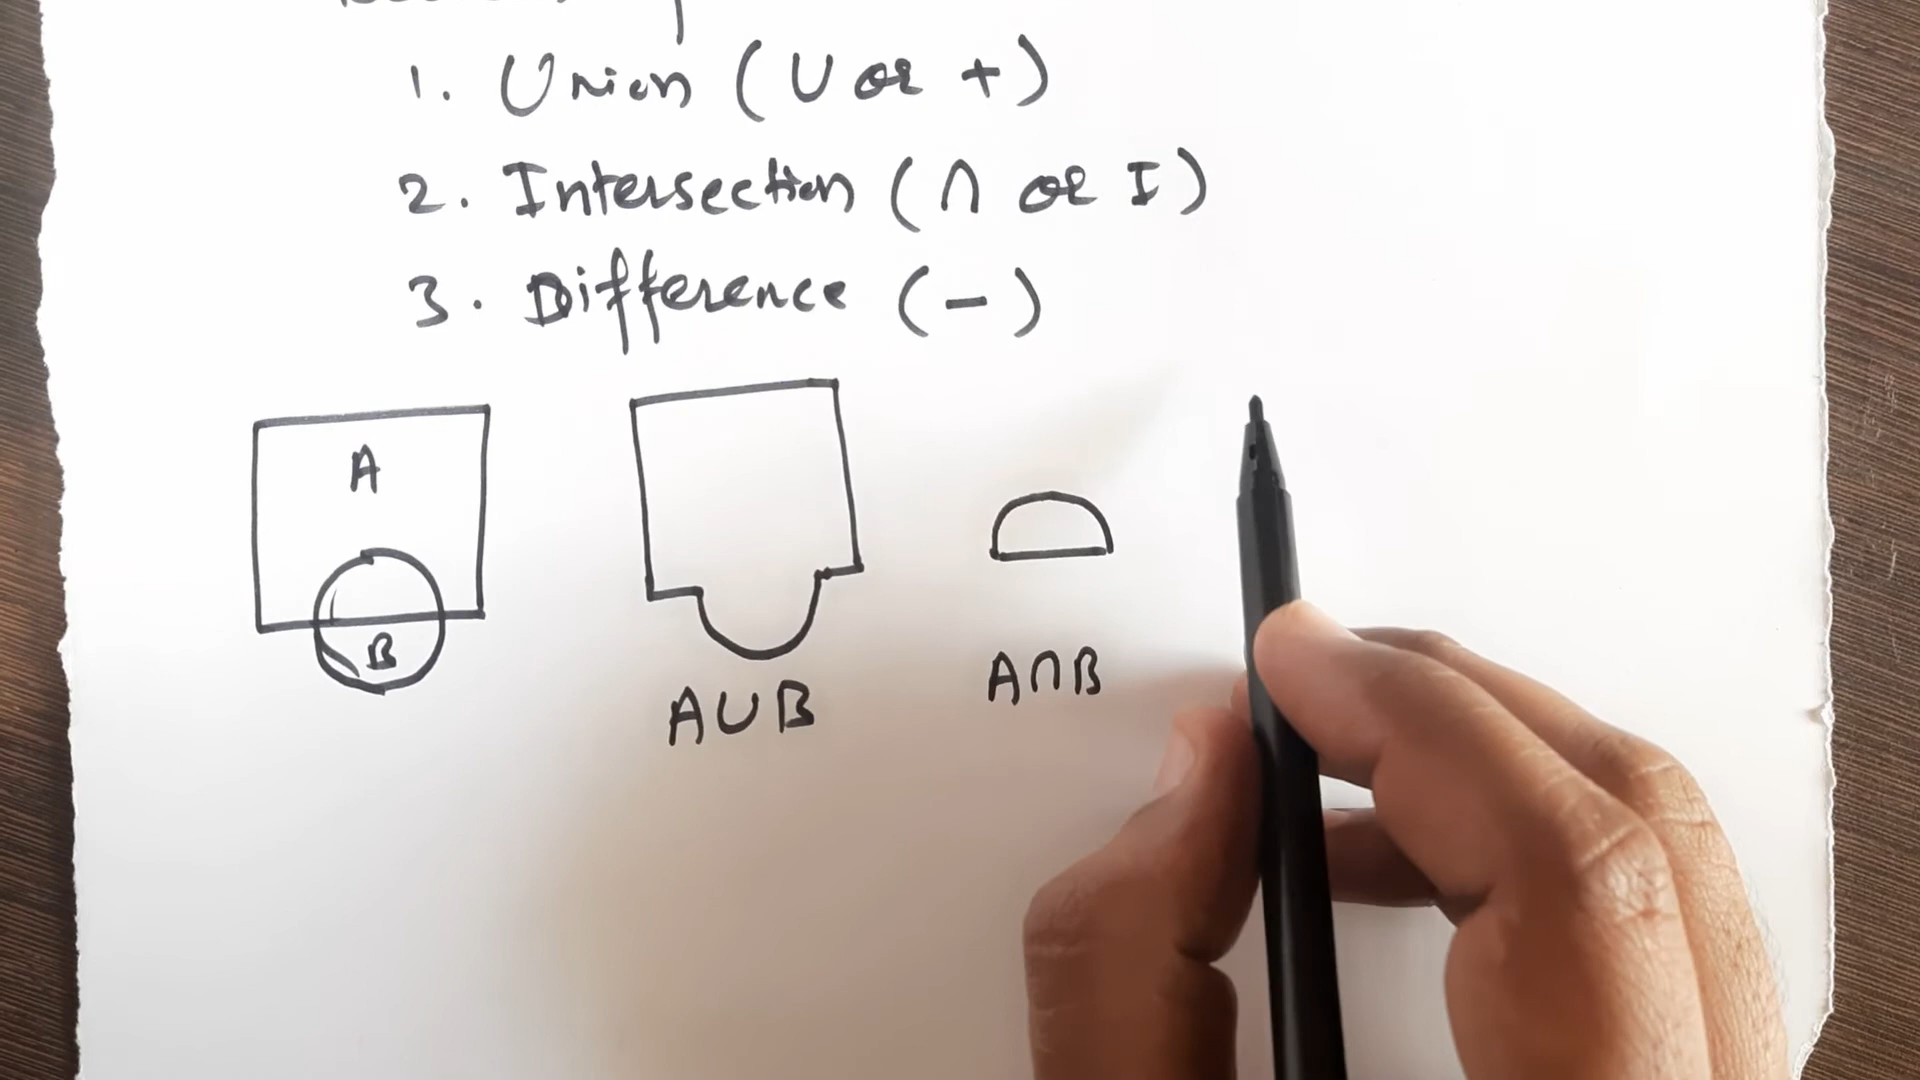 1. Union (U or +)
2. Intersection (∩ or I)
3. Difference (-)
A
B
A∪B
A∩B